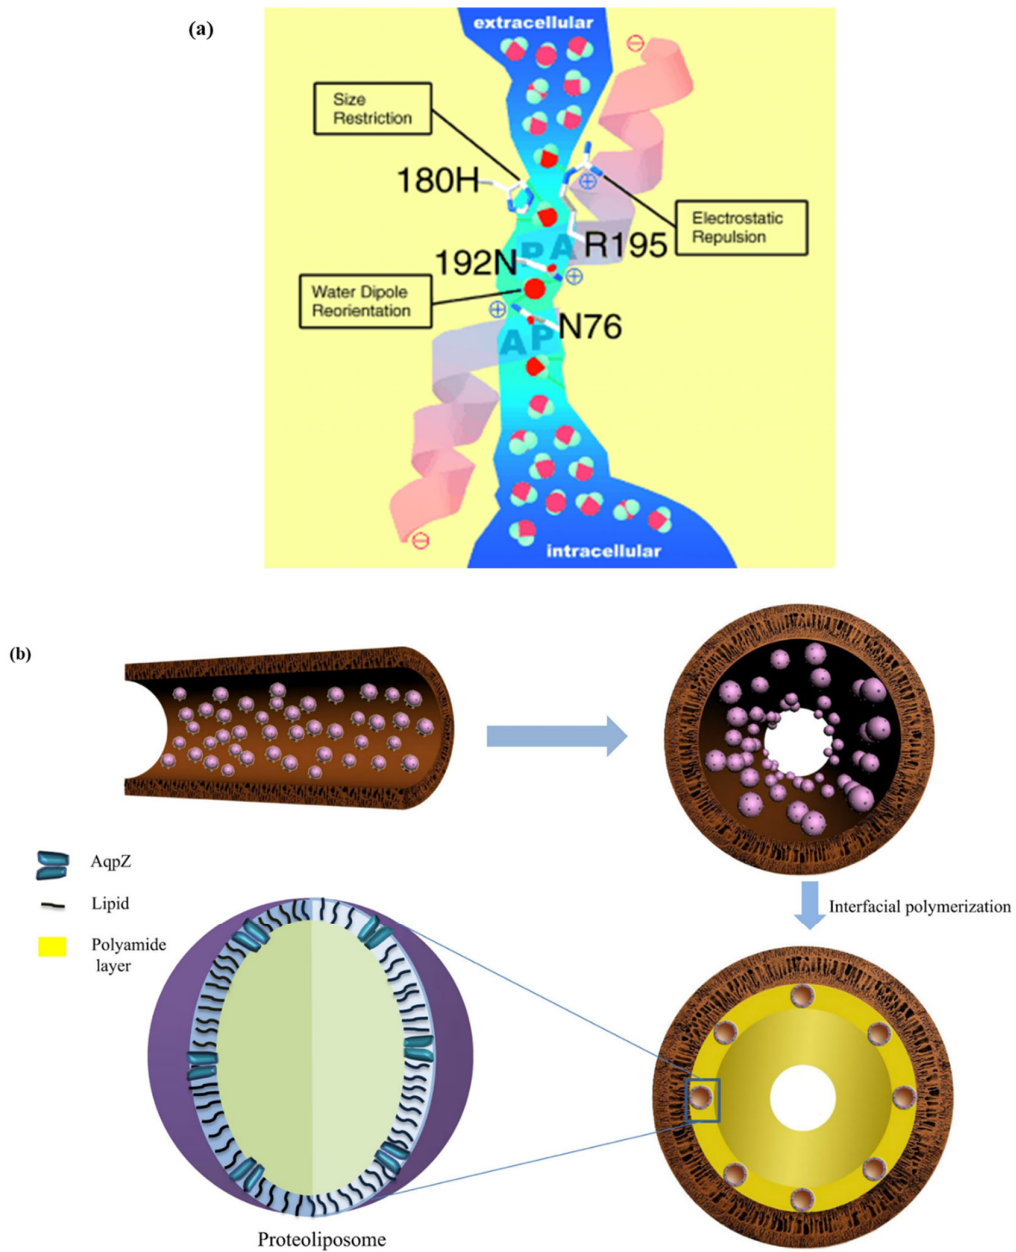 (a)
extracellular
Size
Restriction
180H
Electrostatic
Repulsion
R195
P A
192N
Water Dipole
Reorientation
N76
A P
intracellular
(b)
AqpZ
Lipid
Polyamide
layer
Interfacial polymerization
Proteoliposome